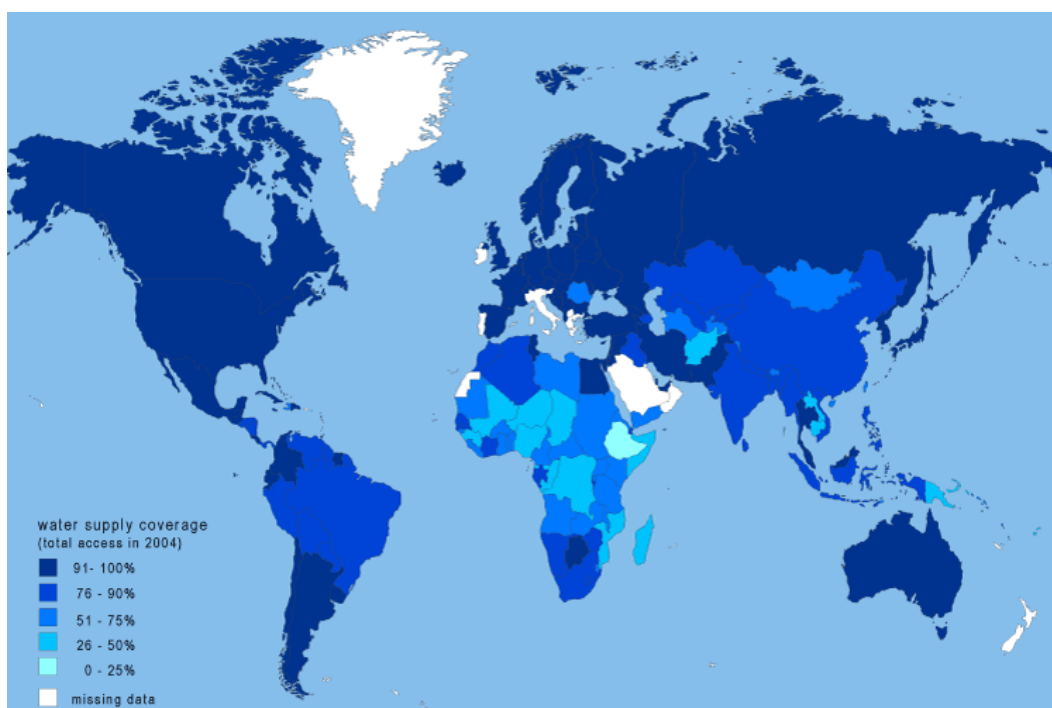 water supply coverage
(total access in 2004)
91- 100%
76 - 90%
51 - 75%
26 - 50%
0 - 25%
missing data